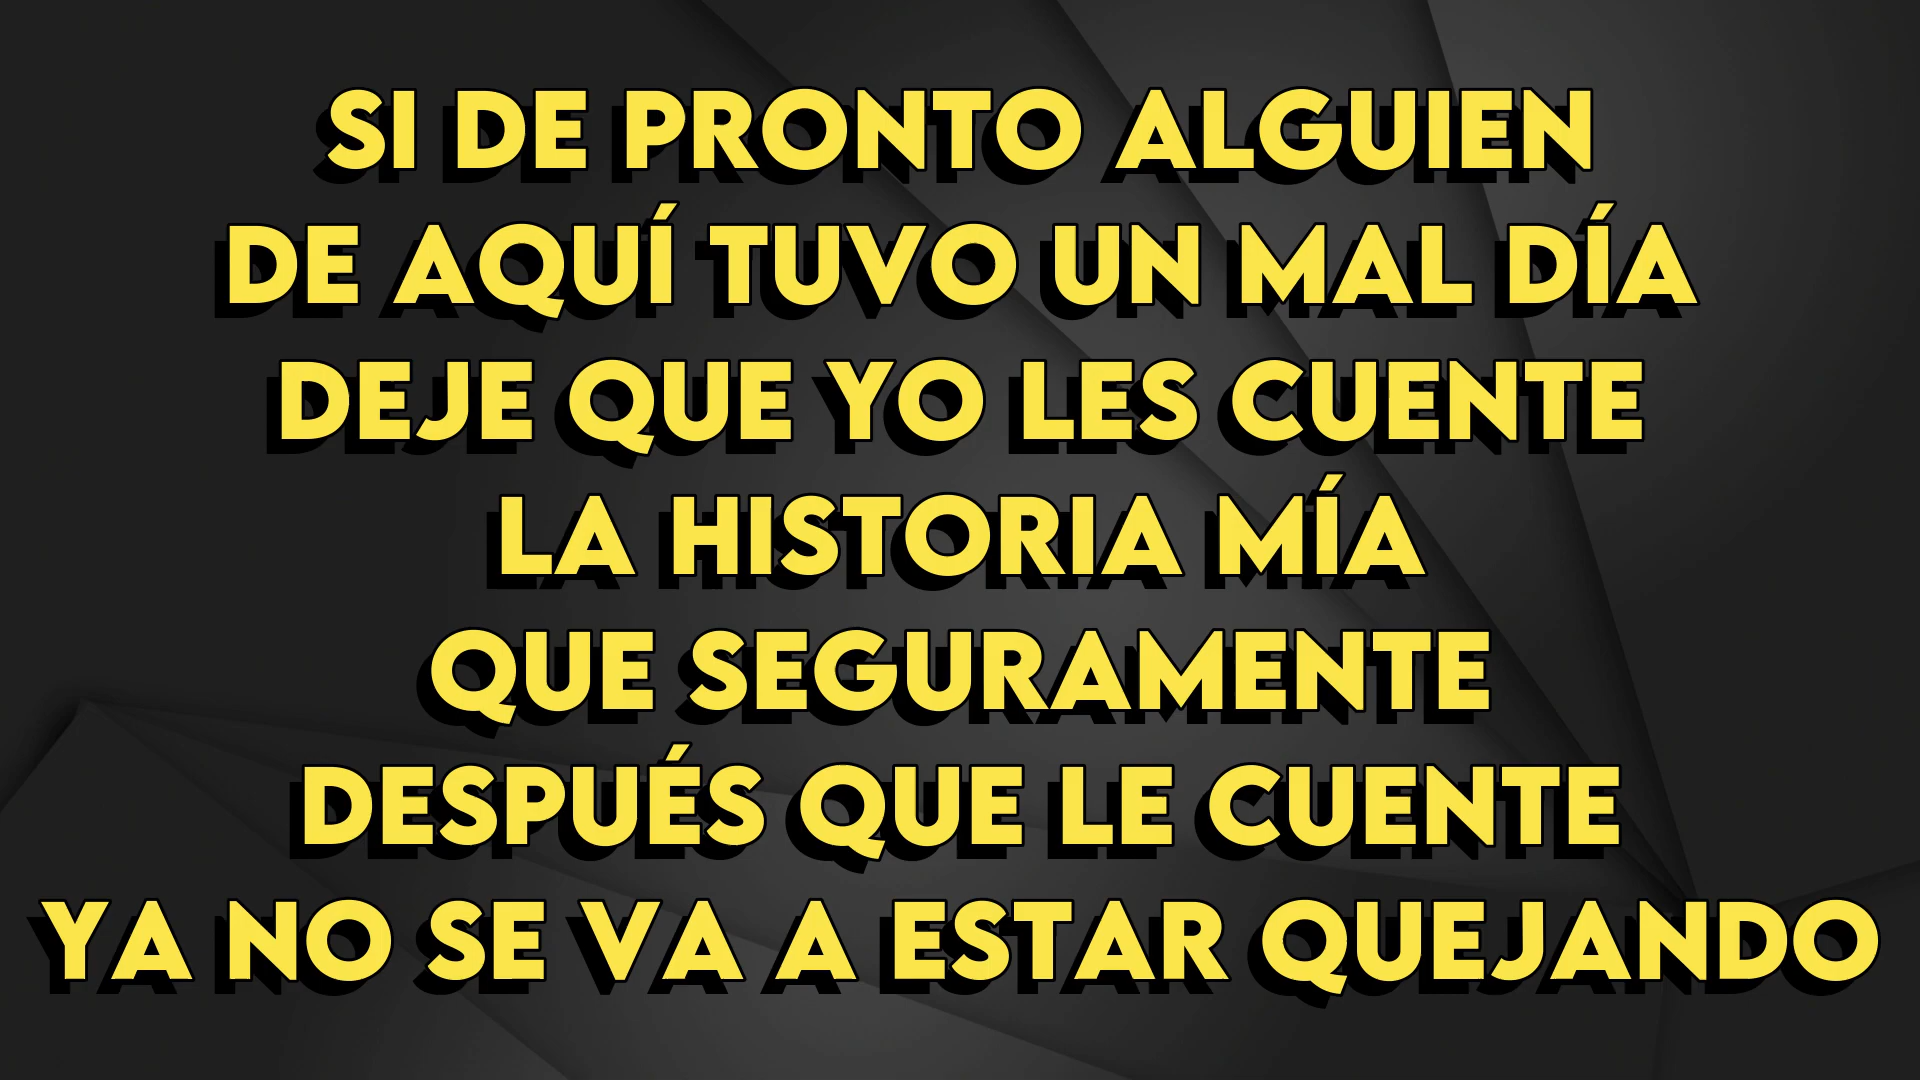 SI DE PRONTO ALGUIEN
DE AQUÍ TUVO UN MAL DÍA
DEJE QUE YO LES CUENTE
LA HISTORIA MÍA
QUE SEGURAMENTE
DESPUÉS QUE LE CUENTE
YA NO SE VA A ESTAR QUEJANDO